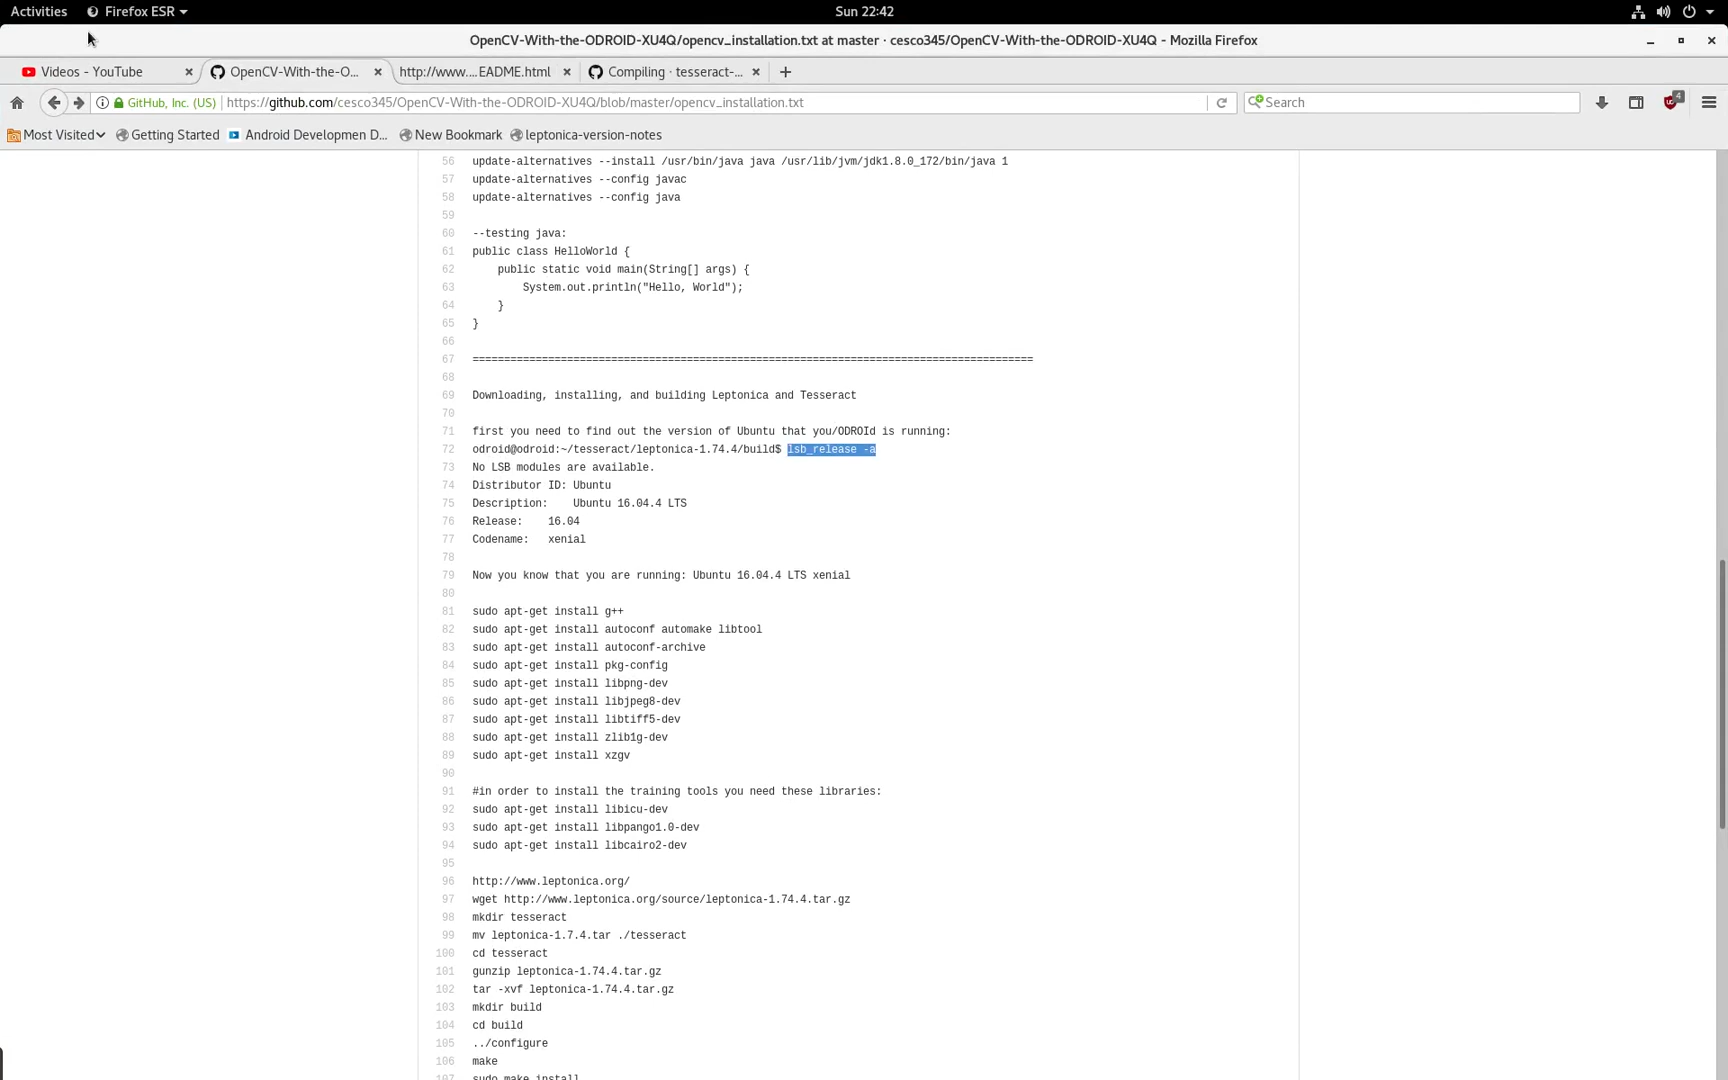 Activities Firefox ESR Sun 22:42
OpenCV-With-the-ODROID-XU4Q/opencv_installation.txt at master · cesco345/OpenCV-With-the-ODROID-XU4Q - Mozilla Firefox
Videos - YouTube OpenCV-With-the-O... http://www....EADME.html Compiling · tesseract-...
GitHub, Inc. (US) https://github.com/cesco345/OpenCV-With-the-ODROID-XU4Q/blob/master/opencv_installation.txt Search 4
Most Visited Getting Started Android Developmen D... New Bookmark leptonica-version-notes
56 update-alternatives --install /usr/bin/java java /usr/lib/jvm/jdk1.8.0_172/bin/java 1
57 update-alternatives --config javac
58 update-alternatives --config java
59
60 --testing java:
61 public class HelloWorld {
62 public static void main(String[] args) {
63 System.out.println("Hello, World");
64 }
65 }
66
67 =========================================================================================
68
69 Downloading, installing, and building Leptonica and Tesseract
70
71 first you need to find out the version of Ubuntu that you/ODROId is running:
72 odroid@odroid:~/tesseract/leptonica-1.74.4/build$ lsb_release -a
73 No LSB modules are available.
74 Distributor ID: Ubuntu
75 Description: Ubuntu 16.04.4 LTS
76 Release: 16.04
77 Codename: xenial
78
79 Now you know that you are running: Ubuntu 16.04.4 LTS xenial
80
81 sudo apt-get install g++
82 sudo apt-get install autoconf automake libtool
83 sudo apt-get install autoconf-archive
84 sudo apt-get install pkg-config
85 sudo apt-get install libpng-dev
86 sudo apt-get install libjpeg8-dev
87 sudo apt-get install libtiff5-dev
88 sudo apt-get install zlib1g-dev
89 sudo apt-get install xzgv
90
91 #in order to install the training tools you need these libraries:
92 sudo apt-get install libicu-dev
93 sudo apt-get install libpango1.0-dev
94 sudo apt-get install libcairo2-dev
95
96 http://www.leptonica.org/
97 wget http://www.leptonica.org/source/leptonica-1.74.4.tar.gz
98 mkdir tesseract
99 mv leptonica-1.7.4.tar ./tesseract
100 cd tesseract
101 gunzip leptonica-1.74.4.tar.gz
102 tar -xvf leptonica-1.74.4.tar.gz
103 mkdir build
104 cd build
105 ../configure
106 make
107 sudo make install